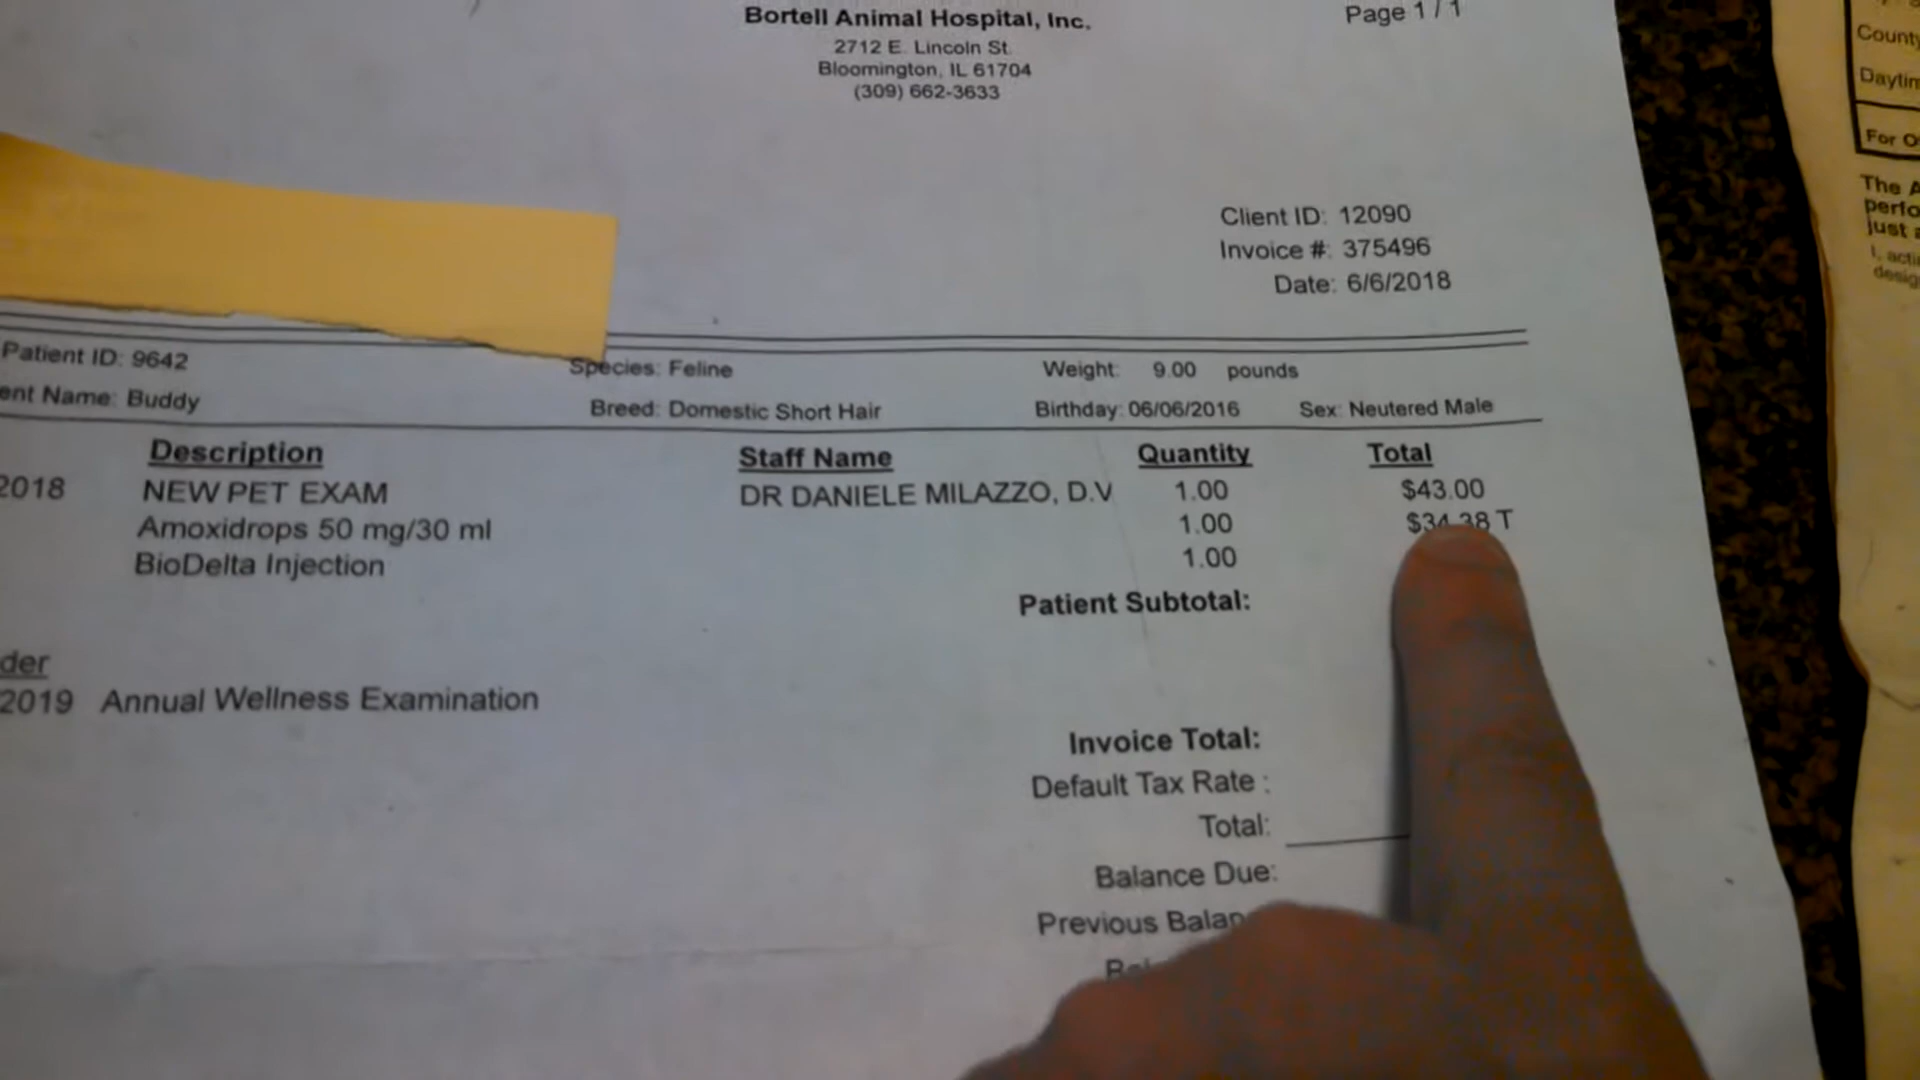 Bortell Animal Hospital, Inc.
Page 1 / 1
2712 E. Lincoln St.
Bloomington, IL 61704
(309) 662-3633
Client ID: 12090
Invoice #: 375496
Date: 6/6/2018
Patient ID: 9642
Species: Feline
Weight: 9.00 pounds
ent Name: Buddy
Breed: Domestic Short Hair
Birthday: 06/06/2016
Sex: Neutered Male
Description Staff Name Quantity Total
2018 NEW PET EXAM DR DANIELE MILAZZO, D.V 1.00 $43.00
Amoxidrops 50 mg/30 ml 1.00 $34.38 T
BioDelta Injection 1.00
Patient Subtotal:
der
2019 Annual Wellness Examination
Invoice Total:
Default Tax Rate :
Total:
Balance Due:
Previous Balan
County
Daytim
For O
The A
perfo
just a
I, acti
desig